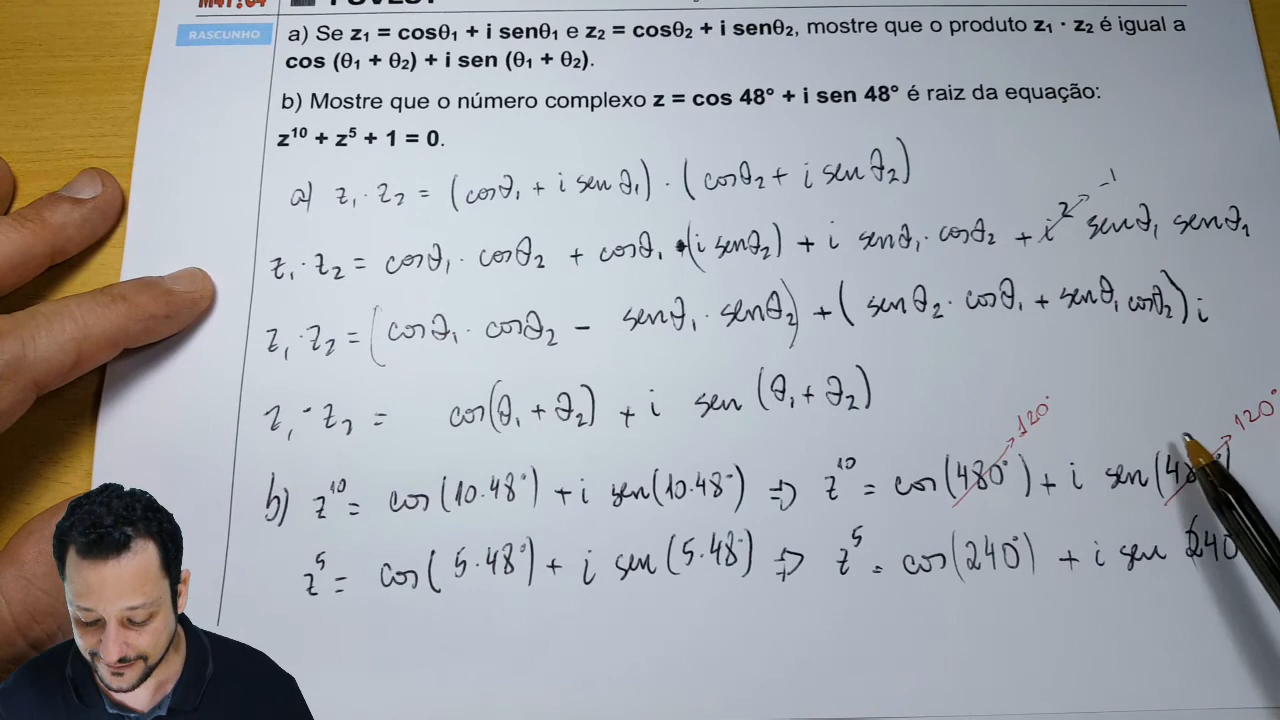 RASCUNHO
a) Se z₁ = cosθ₁ + i senθ₁ e z₂ = cosθ₂ + i senθ₂, mostre que o produto z₁ · z₂ é igual a
cos (θ₁ + θ₂) + i sen (θ₁ + θ₂).
b) Mostre que o número complexo z = cos 48° + i sen 48° é raiz da equação:
z¹⁰ + z⁵ + 1 = 0.
a) z₁ · z₂ = (cosθ₁ + i senθ₁) · (cosθ₂ + i senθ₂)
-1
z₁ · z₂ = cosθ₁ · cosθ₂ + cosθ₁ · (i senθ₂) + i senθ₁ · cosθ₂ + i² senθ₁ senθ₂
z₁ · z₂ = (cosθ₁ · cosθ₂ - senθ₁ · senθ₂) + (senθ₂ · cosθ₁ + senθ₁ cosθ₂) i
z₁ · z₂ = cos(θ₁ + θ₂) + i sen (θ₁ + θ₂)
120° 120°
b) z¹⁰ = cos(10.48°) + i sen(10.48°) ⇒ z¹⁰ = cos(480°) + i sen(48
z⁵ = cos(5.48°) + i sen(5.48°) ⇒ z⁵ = cos(240°) + i sen 240